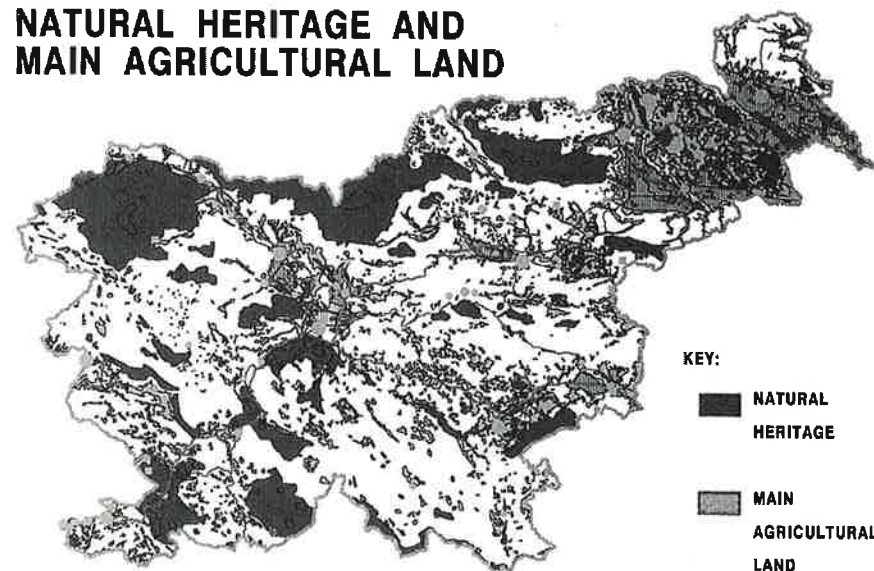 NATURAL HERITAGE AND
MAIN AGRICULTURAL LAND
KEY:
NATURAL
HERITAGE
MAIN
AGRICULTURAL
LAND